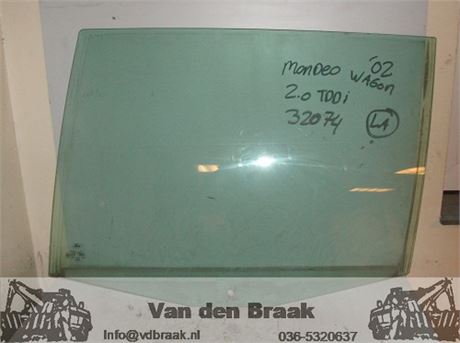 Mondeo '02
WAGON
2.0 TDDi
32074 LA
Van den Braak
Info@vdbraak.nl 036-5320637